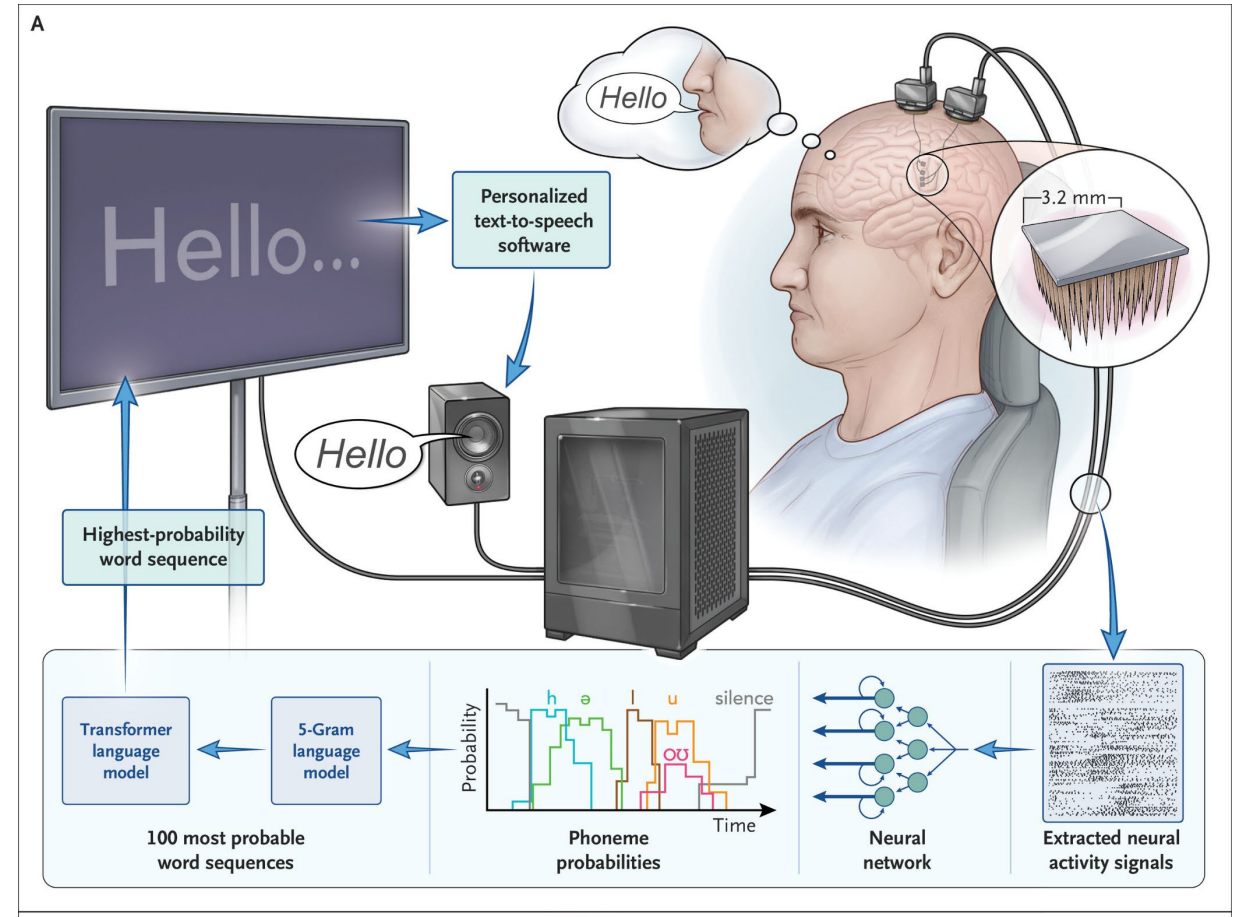 A
Hello
Hello...
Personalized
text-to-speech
software
3.2 mm
Hello
Highest-probability
word sequence
Transformer
language
model
5-Gram
language
model
100 most probable
word sequences
Probability
h
ə
l
u
oʊ
silence
Time
Phoneme
probabilities
Neural
network
Extracted neural
activity signals